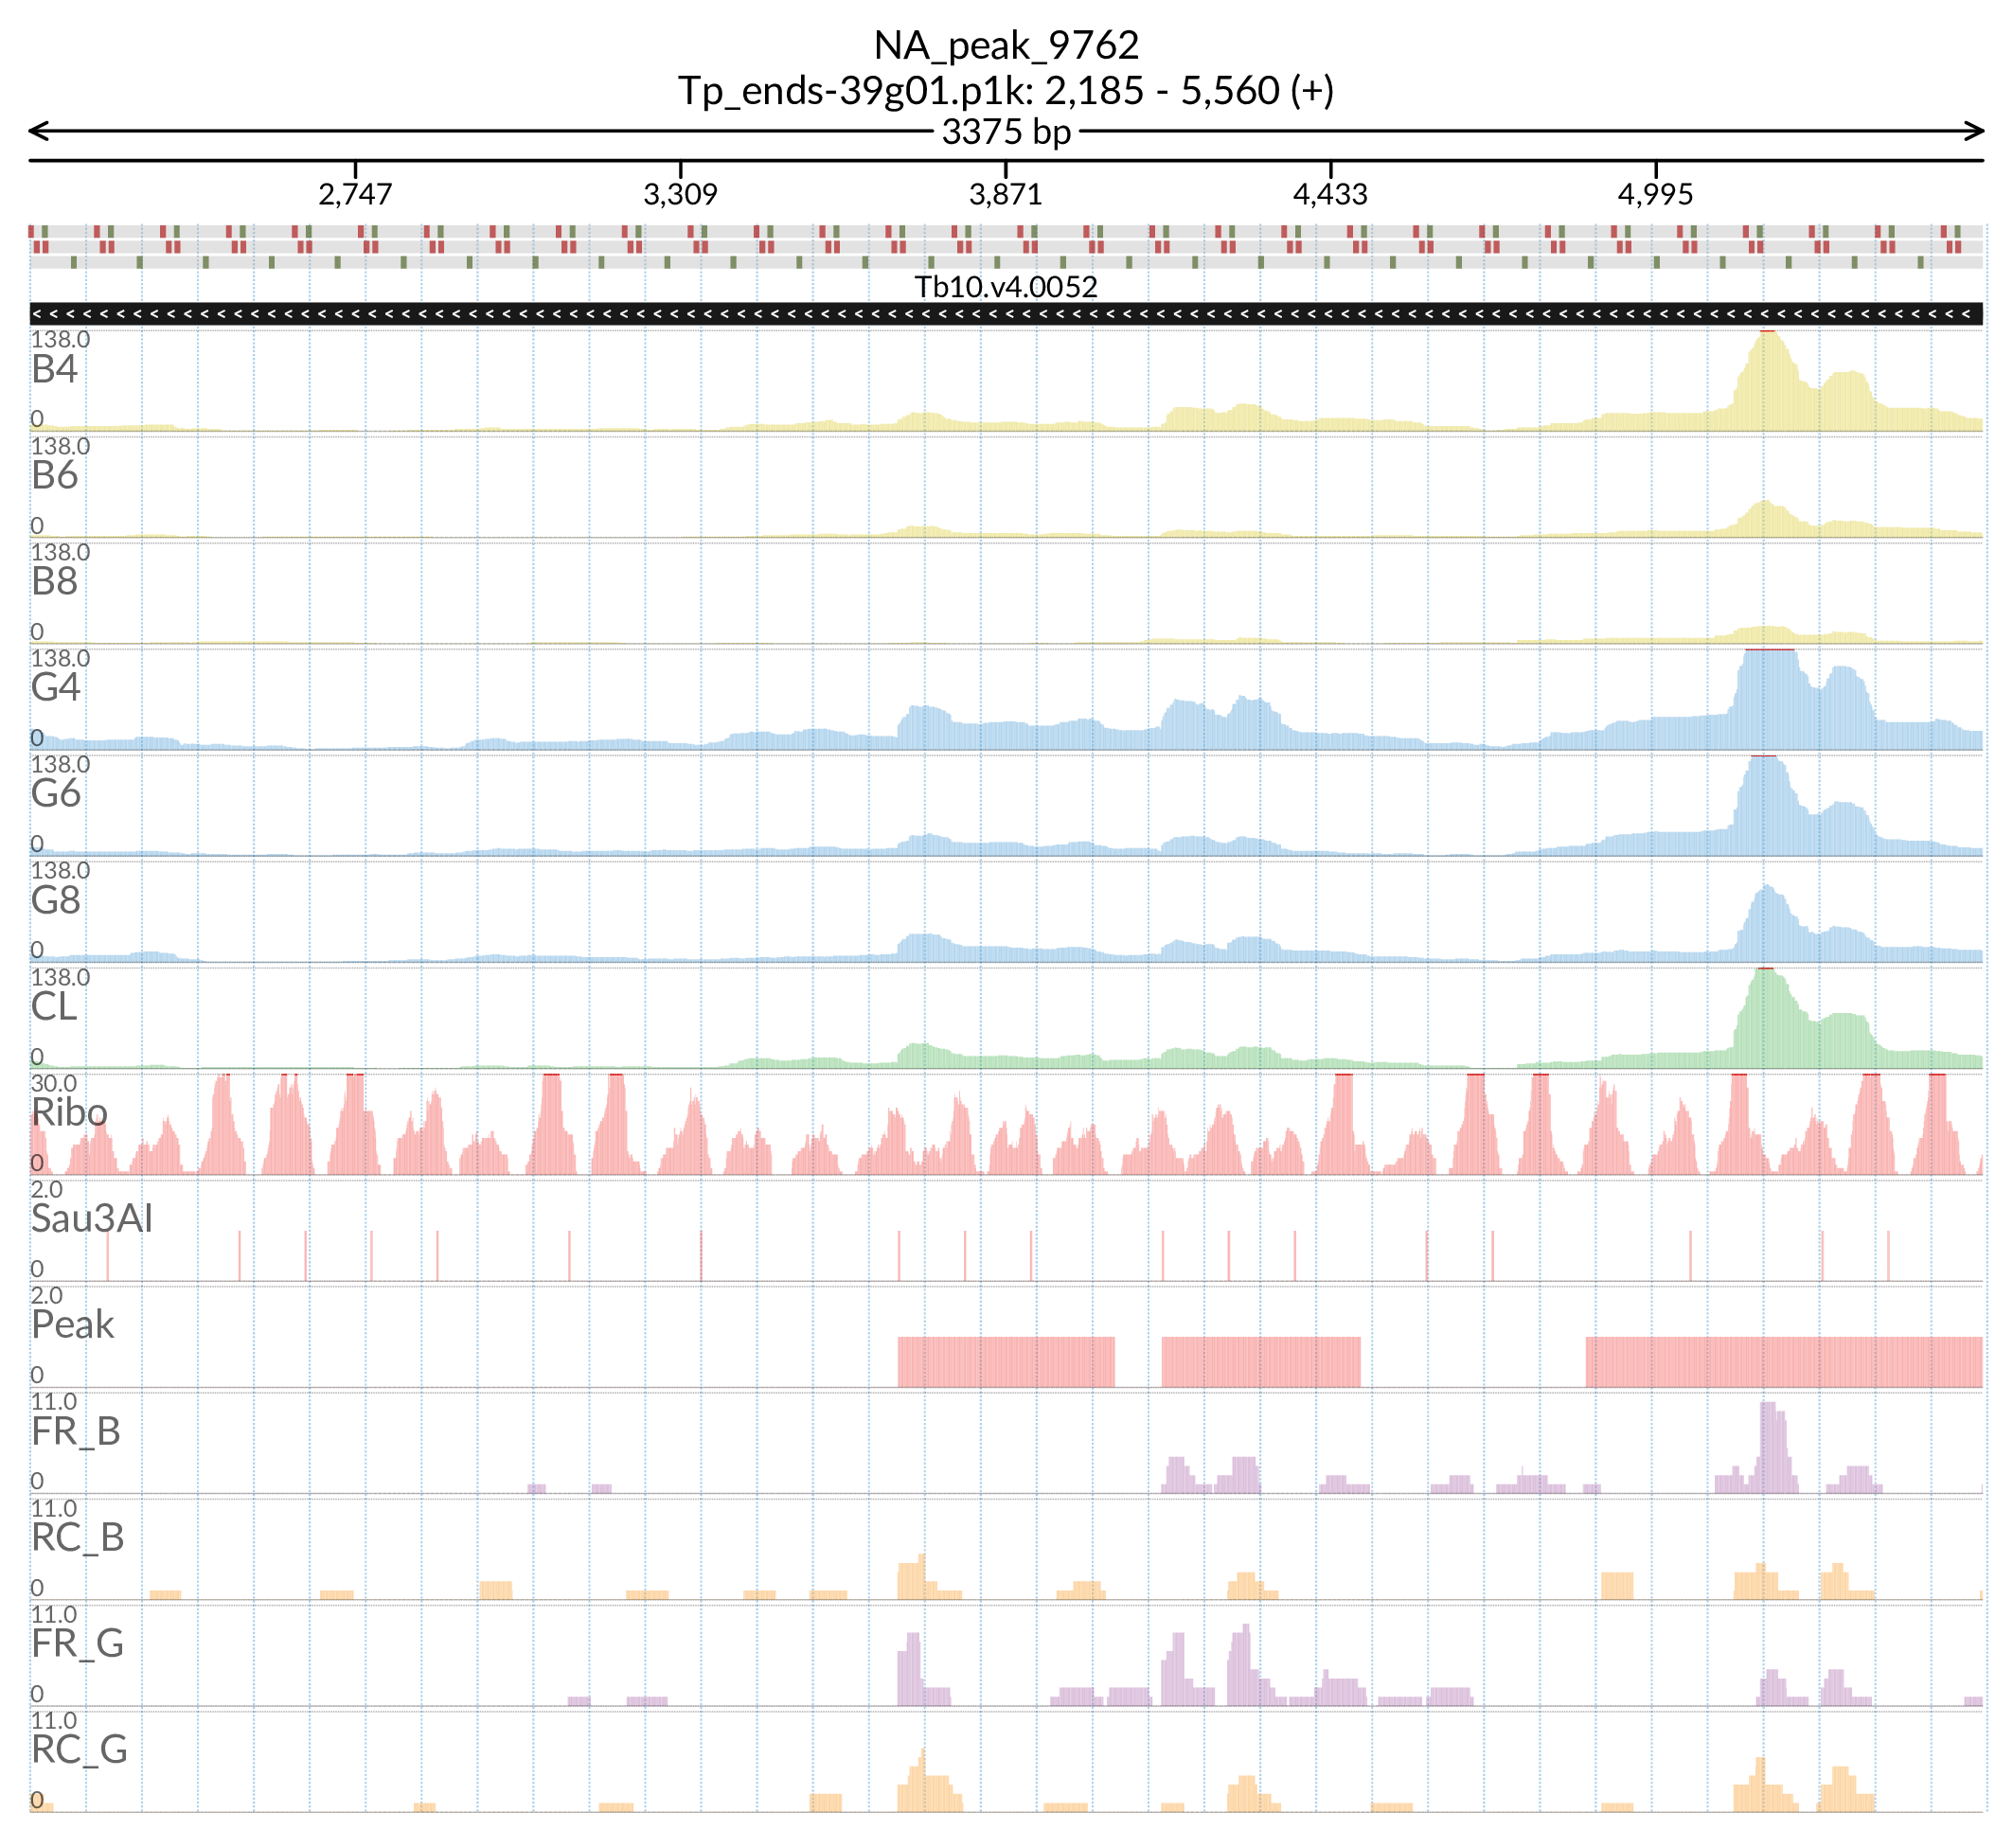 NA_peak_9762
Tp_ends-39g01.p1k: 2,185 - 5,560 (+)
3375 bp
2,747 3,309 3,871 4,433 4,995
Tb10.v4.0052
138.0
B4
0
138.0
B6
0
138.0
B8
0
138.0
G4
0
138.0
G6
0
138.0
G8
0
138.0
CL
0
30.0
Ribo
0
2.0
Sau3AI
0
2.0
Peak
0
11.0
FR_B
0
11.0
RC_B
0
11.0
FR_G
0
11.0
RC_G
0